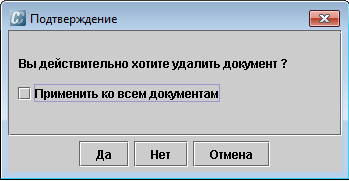 Подтверждение
Вы действительно хотите удалить документ ?
Применить ко всем документам
Да Нет Отмена